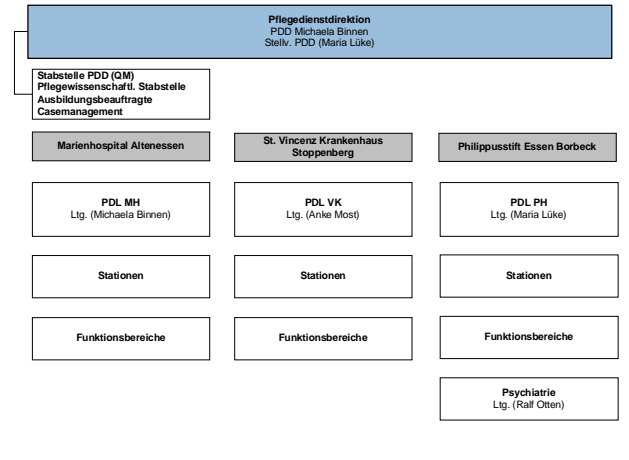 Pflegedienstdirektion
PDD Michaela Binnen
Stellv. PDD (Maria Lüke)
Stabstelle PDD (QM)
Pflegewissenschaftl. Stabstelle
Ausbildungsbeauftragte
Casemanagement
Marienhospital Altenessen
St. Vincenz Krankenhaus
Stoppenberg
Philippusstift Essen Borbeck
PDL MH
Ltg. (Michaela Binnen)
PDL VK
Ltg. (Anke Most)
PDL PH
Ltg. (Maria Lüke)
Stationen
Stationen
Stationen
Funktionsbereiche
Funktionsbereiche
Funktionsbereiche
Psychiatrie
Ltg. (Ralf Otten)